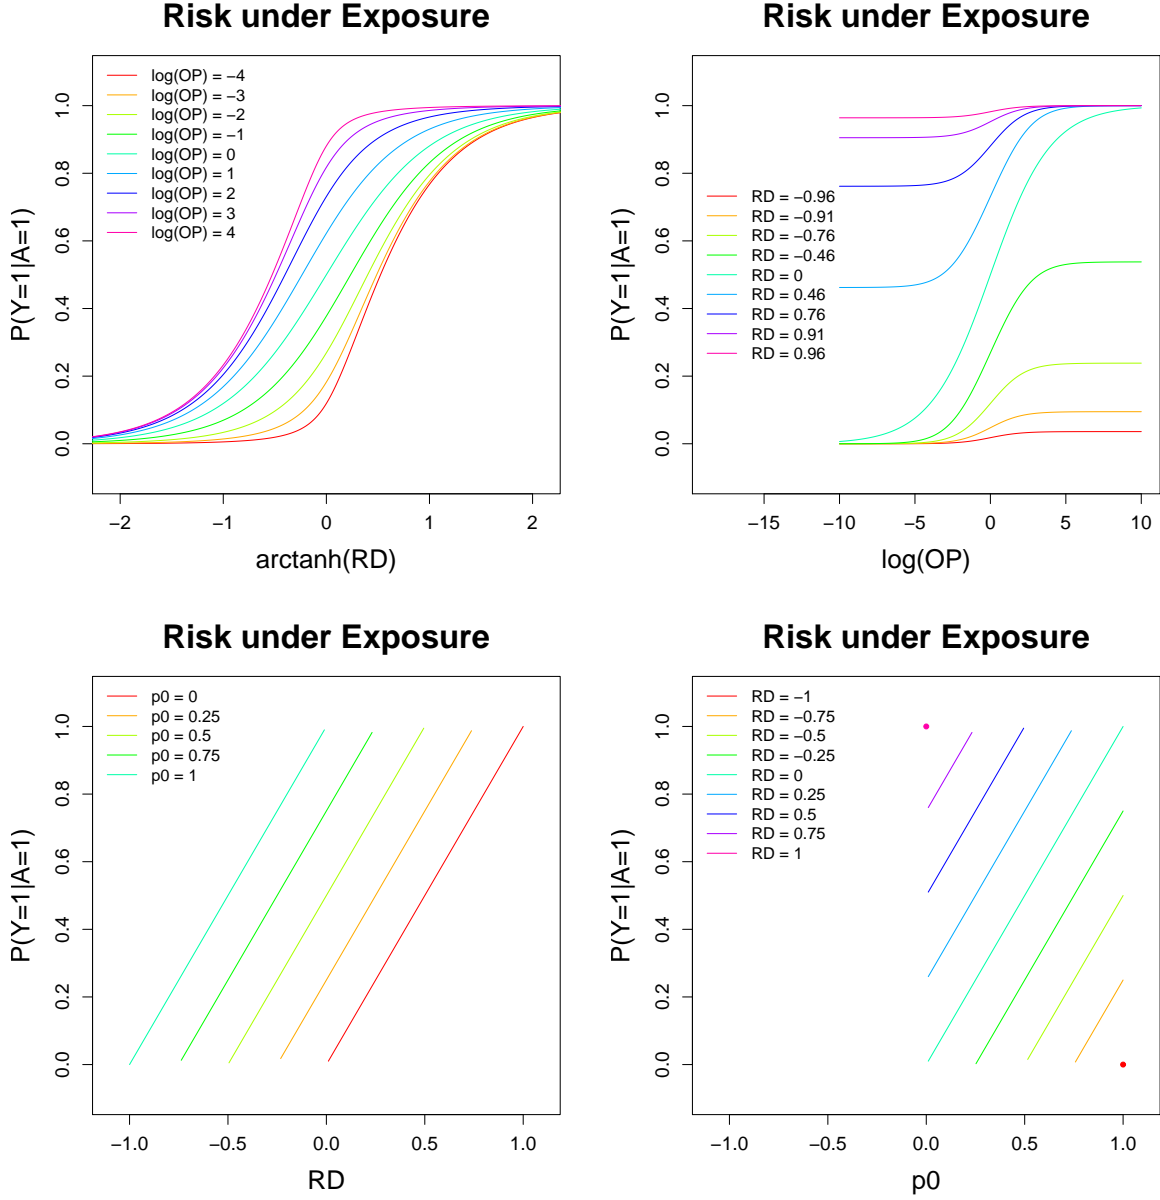 Risk under Exposure
log(OP) = −4
log(OP) = −3
log(OP) = −2
log(OP) = −1
log(OP) = 0
log(OP) = 1
log(OP) = 2
log(OP) = 3
log(OP) = 4
P(Y=1|A=1)
1.0
0.8
0.6
0.4
0.2
0.0
−2 −1 0 1 2
arctanh(RD)
Risk under Exposure
RD = −0.96
RD = −0.91
RD = −0.76
RD = −0.46
RD = 0
RD = 0.46
RD = 0.76
RD = 0.91
RD = 0.96
P(Y=1|A=1)
1.0
0.8
0.6
0.4
0.2
0.0
−15 −10 −5 0 5 10
log(OP)
Risk under Exposure
p0 = 0
p0 = 0.25
p0 = 0.5
p0 = 0.75
p0 = 1
P(Y=1|A=1)
1.0
0.8
0.6
0.4
0.2
0.0
−1.0 −0.5 0.0 0.5 1.0
RD
Risk under Exposure
RD = −1
RD = −0.75
RD = −0.5
RD = −0.25
RD = 0
RD = 0.25
RD = 0.5
RD = 0.75
RD = 1
P(Y=1|A=1)
1.0
0.8
0.6
0.4
0.2
0.0
−1.0 −0.5 0.0 0.5 1.0
p0